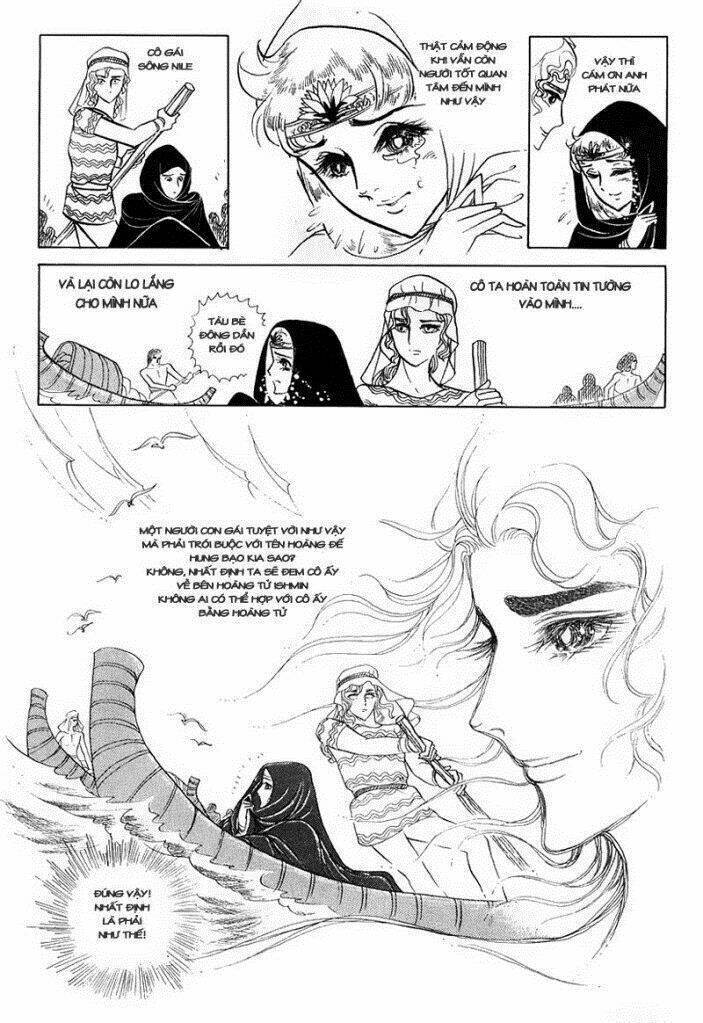 CÔ GÁI
SÔNG NILE
THẬT CẢM ĐỘNG
KHI VẪN CÒN
NGƯỜI TỐT QUAN
TÂM ĐẾN MÌNH
NHƯ VẬY
VẬY THÌ
CÁM ƠN ANH
PHÁT NỮA
VẢ LẠI CÒN LO LẮNG
CHO MÌNH NỮA
TÀU BÈ
ĐÔNG DẦN
RỒI ĐÓ
CÔ TA HOÀN TOÀN TIN TƯỞNG
VÀO MÌNH....
MỘT NGƯỜI CON GÁI TUYỆT VỜI NHƯ VẬY
MÀ PHẢI TRÓI BUỘC VỚI TÊN HOÀNG ĐẾ
HUNG BẠO KIA SAO?
KHÔNG, NHẤT ĐỊNH TA SẼ ĐEM CÔ ẤY
VỀ BÊN HOÀNG TỬ ISHMIN
KHÔNG AI CÓ THỂ HỢP VỚI CÔ ẤY
BẰNG HOÀNG TỬ
ĐÚNG VẬY!
NHẤT ĐỊNH
LÀ PHẢI
NHƯ THẾ!